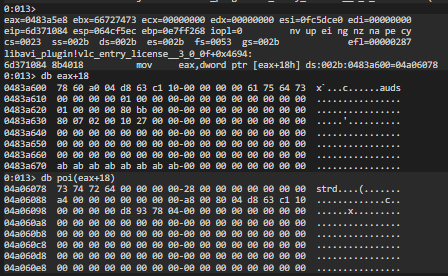 0:013>
eax=0483a5e8 ebx=66727473 ecx=00000000 edx=00000000 esi=0fc5dce0 edi=00000000
eip=6d371084 esp=064cf5ec ebp=0e7ff268 iopl=0         nv up ei ng nz na pe cy
cs=0023  ss=002b  ds=002b  es=002b  fs=0053  gs=002b             efl=00000287
libavi_plugin!vlc_entry_license__3_0_0f+0x4694:
6d371084 8b4018          mov     eax,dword ptr [eax+18h] ds:002b:0483a600=04a06078
0:013> db eax+18
0483a600  78 60 a0 04 d8 63 c1 10-00 00 00 00 61 75 64 73  x`...c......auds
0483a610  00 00 00 00 01 00 00 00-00 00 00 00 00 00 00 00  ................
0483a620  01 00 00 00 80 bb 00 00-00 00 00 00 00 00 00 00  ................
0483a630  80 07 02 00 10 27 00 00-00 00 00 00 00 00 00 00  .....'..........
0483a640  00 00 00 00 00 00 00 00-00 00 00 00 00 00 00 00  ................
0483a650  00 00 00 00 00 00 00 00-00 00 00 00 00 00 00 00  ................
0483a660  00 00 00 00 00 00 00 00-00 00 00 00 00 00 00 00  ................
0483a670  ab ab ab ab ab ab ab ab-00 00 00 00 00 00 00 00  ................
0:013> db poi(eax+18)
04a06078  73 74 72 64 00 00 00 00-28 00 00 00 00 00 00 00  strd....(.......
04a06088  a4 00 00 00 00 00 00 00-a8 00 80 04 d8 63 c1 10  .............c..
04a06098  00 00 00 00 d8 93 78 04-00 00 00 00 00 00 00 00  ......x.........
04a060a8  00 00 00 00 00 00 00 00-00 00 00 00 00 00 00 00  ................
04a060b8  00 00 00 00 00 00 00 00-00 00 00 00 00 00 00 00  ................
04a060c8  00 00 00 00 00 00 00 00-00 00 00 00 00 00 00 00  ................
04a060d8  00 00 00 00 00 00 00 00-00 00 00 00 00 00 00 00  ................
04a060e8  00 00 00 00 00 00 00 00-00 00 00 00 00 00 00 00  ................